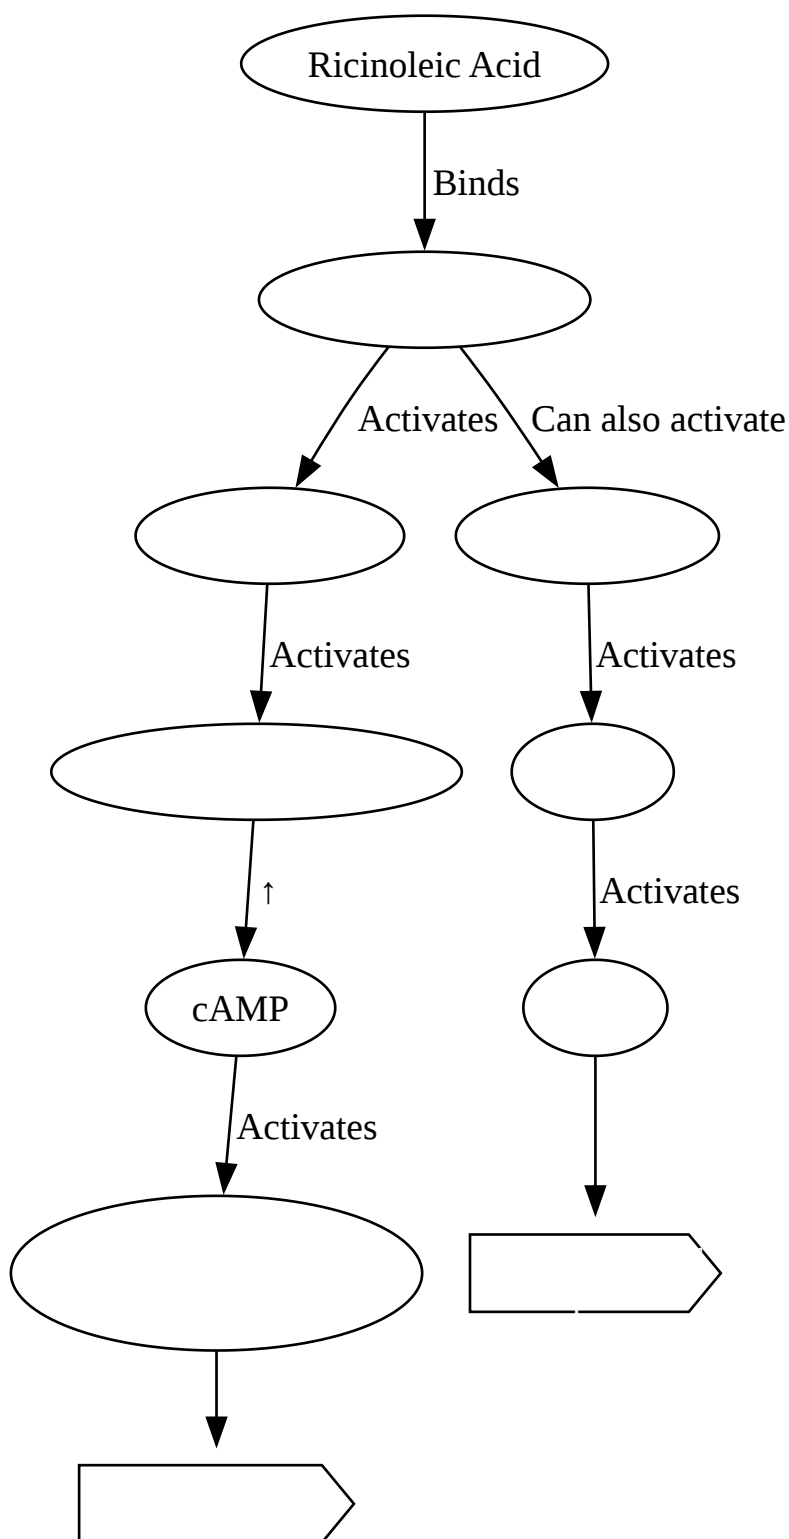 Ricinoleic Acid
Binds
Activates
Can also activate
Activates
Activates
↑
Activates
cAMP
Activates